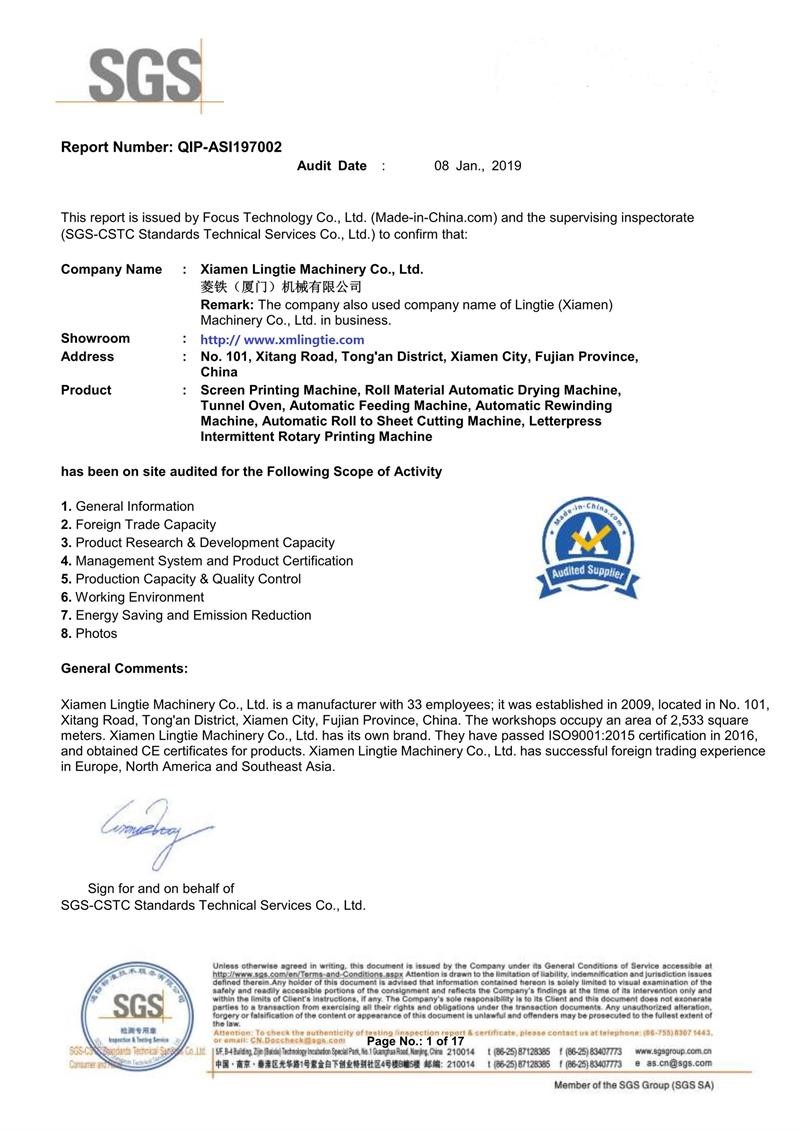 SGS
Report Number: QIP-ASI197002
Audit Date : 08 Jan., 2019
This report is issued by Focus Technology Co., Ltd. (Made-in-China.com) and the supervising inspectorate
(SGS-CSTC Standards Technical Services Co., Ltd.) to confirm that:
Company Name : Xiamen Lingtie Machinery Co., Ltd.
菱铁（厦门）机械有限公司
Remark: The company also used company name of Lingtie (Xiamen)
Machinery Co., Ltd. in business.
Showroom : http:// www.xmlingtie.com
Address : No. 101, Xitang Road, Tong'an District, Xiamen City, Fujian Province,
China
Product : Screen Printing Machine, Roll Material Automatic Drying Machine,
Tunnel Oven, Automatic Feeding Machine, Automatic Rewinding
Machine, Automatic Roll to Sheet Cutting Machine, Letterpress
Intermittent Rotary Printing Machine
has been on site audited for the Following Scope of Activity
1. General Information
2. Foreign Trade Capacity
3. Product Research & Development Capacity
4. Management System and Product Certification
5. Production Capacity & Quality Control
6. Working Environment
7. Energy Saving and Emission Reduction
8. Photos
Made-in-China.com
Audited Supplier
General Comments:
Xiamen Lingtie Machinery Co., Ltd. is a manufacturer with 33 employees; it was established in 2009, located in No. 101,
Xitang Road, Tong'an District, Xiamen City, Fujian Province, China. The workshops occupy an area of 2,533 square
meters. Xiamen Lingtie Machinery Co., Ltd. has its own brand. They have passed ISO9001:2015 certification in 2016,
and obtained CE certificates for products. Xiamen Lingtie Machinery Co., Ltd. has successful foreign trading experience
in Europe, North America and Southeast Asia.
Sign for and on behalf of
SGS-CSTC Standards Technical Services Co., Ltd.
SGS
检测专用章
Inspection & Testing Service
SGS-CSTC Standards Technical Services Co.,Ltd.
Unless otherwise agreed in writing, this document is issued by the Company under its General Conditions of Service accessible at
http://www.sgs.com/en/Terms-and-Conditions.aspx Attention is drawn to the limitation of liability, indemnification and jurisdiction issues
defined therein.Any holder of this document is advised that information contained hereon is solely limited to visual examination of the
safely and readily accessible portions of the consignment and reflects the Company's findings at the time of its intervention only and
within the limits of Client's instructions, if any. The Company's sole responsibility is to its Client and this document does not exonerate
parties to a transaction from exercising all their rights and obligations under the transaction documents. Any unauthorized alteration,
forgery or falsification of the content or appearance of this document is unlawful and offenders may be prosecuted to the fullest extent of
the law.
Attention: To check the authenticity of testing /inspection report & certificate, please contact us at telephone: (86-755)83071443,
or email: CN.Doccheck@sgs.com
Page No.: 1 of 17
5/F, B-4 Building, Zijin (Baixia) Technology Incubation Special Park, No.1 Guanghua Road, Nanjing, China 210014 t (86-25) 87128385 f (86-25) 83407773 www.sgsgroup.com.cn
中国·南京·秦淮区光华路1号紫金白下创业特别社区4号楼B幢5楼 邮编: 210014 t (86-25) 87128385 f (86-25) 83407773 e as.cn@sgs.com
Member of the SGS Group (SGS SA)